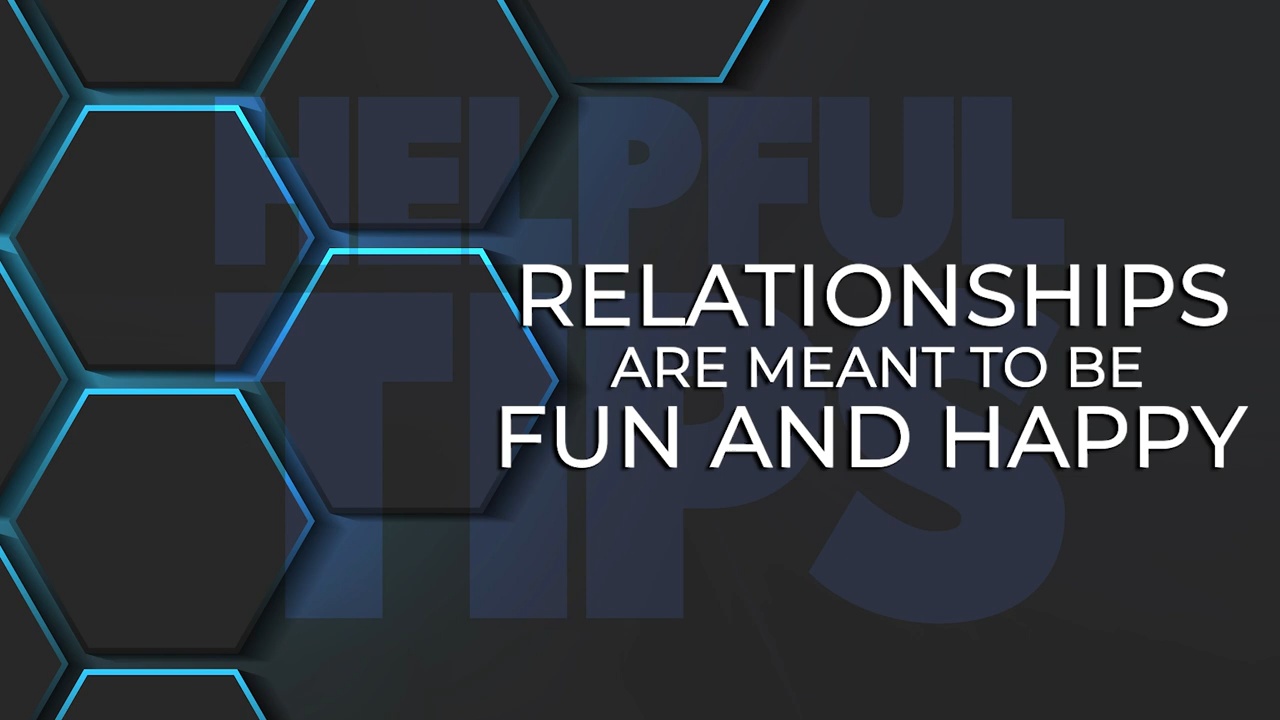 HELPFUL
TIPS
RELATIONSHIPS
ARE MEANT TO BE
FUN AND HAPPY